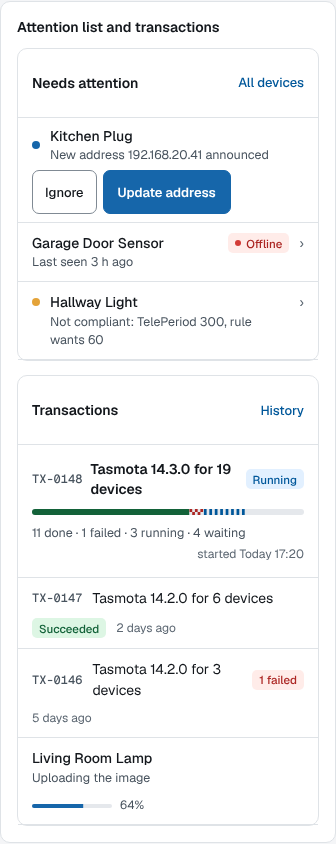 Attention list and transactions
Needs attention
All devices
Kitchen Plug
New address 192.168.20.41 announced
Ignore
Update address
Garage Door Sensor
Offline
Last seen 3 h ago
Hallway Light
Not compliant: TelePeriod 300, rule
wants 60
Transactions
History
TX-0148
Tasmota 14.3.0 for 19
devices
Running
11 done · 1 failed · 3 running · 4 waiting
started Today 17:20
TX-0147
Tasmota 14.2.0 for 6 devices
Succeeded
2 days ago
TX-0146
Tasmota 14.2.0 for 3
devices
1 failed
5 days ago
Living Room Lamp
Uploading the image
64%